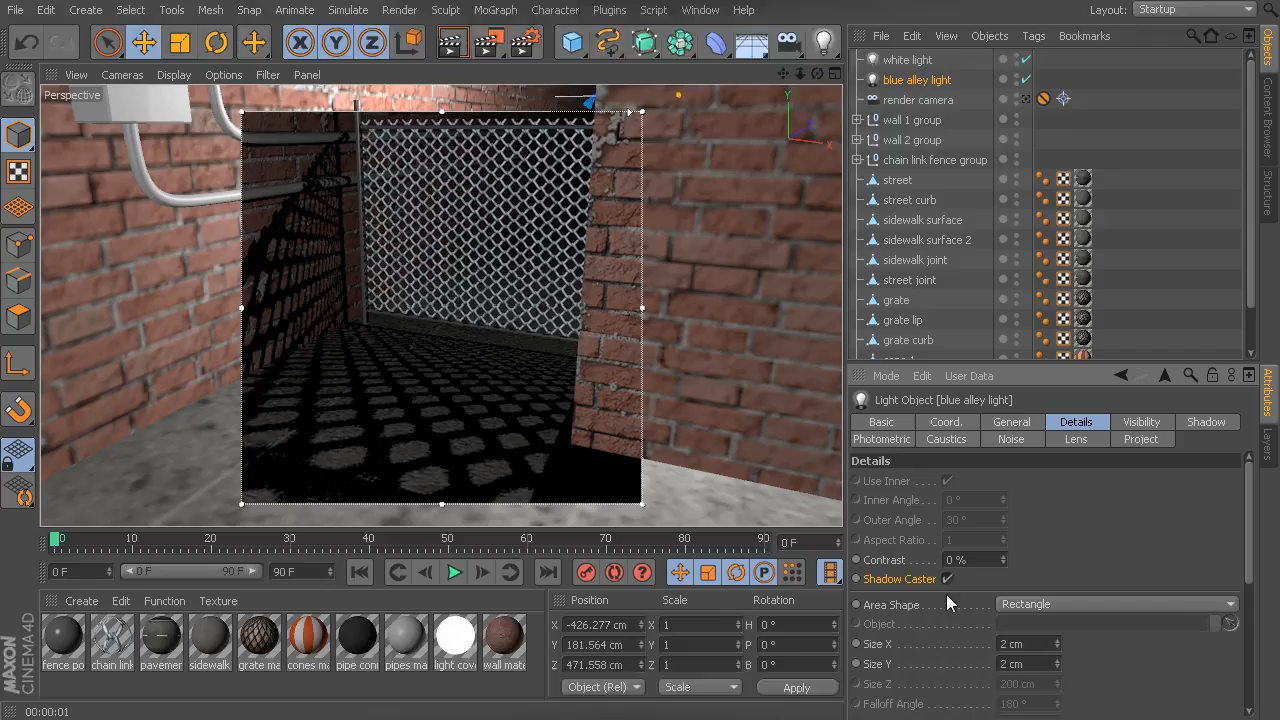 File Edit Create Select Tools Mesh Snap Animate Simulate Render Sculpt MoGraph Character Plugins Script Window Help Layout: Startup
File Edit View Objects Tags Bookmarks
View Cameras Display Options Filter Panel
Perspective
Y
X
white light
blue alley light
render camera
wall 1 group
wall 2 group
chain link fence group
street
street curb
sidewalk surface
sidewalk surface 2
sidewalk joint
street joint
grate
grate lip
grate curb
Objects
Content Browser
Structure
Mode Edit User Data
Light Object [blue alley light]
Basic Coord. General Details Visibility Shadow
Photometric Caustics Noise Lens Project
Details
Use Inner
Inner Angle 0 °
Outer Angle 30 °
Aspect Ratio 1
Contrast 0 %
Shadow Caster
Area Shape Rectangle
Object
Size X 2 cm
Size Y 2 cm
Size Z 200 cm
Falloff Angle 180 °
Attributes
Layers
0 10 20 30 40 50 60 70 80 90 0 F
0 F 0 F 90 F 90 F
Create Edit Function Texture
fence po chain link pavemer sidewalk grate ma cones ma pipe coni pipes ma light cove wall mate
Position Scale Rotation
X -426.277 cm X 1 H 0 °
Y 181.564 cm Y 1 P 0 °
Z 471.558 cm Z 1 B 0 °
Object (Rel) Scale Apply
MAXON
CINEMA 4D
00:00:01